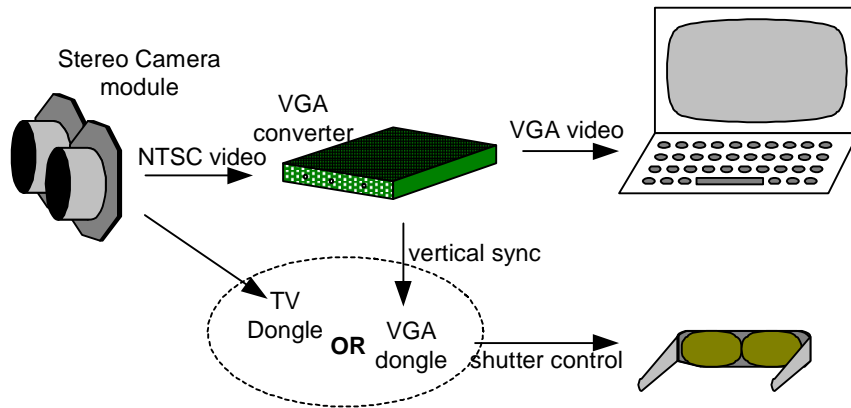 Stereo Camera
module
VGA
converter
NTSC video
VGA video
vertical sync
TV
Dongle
OR
VGA
dongle
shutter control